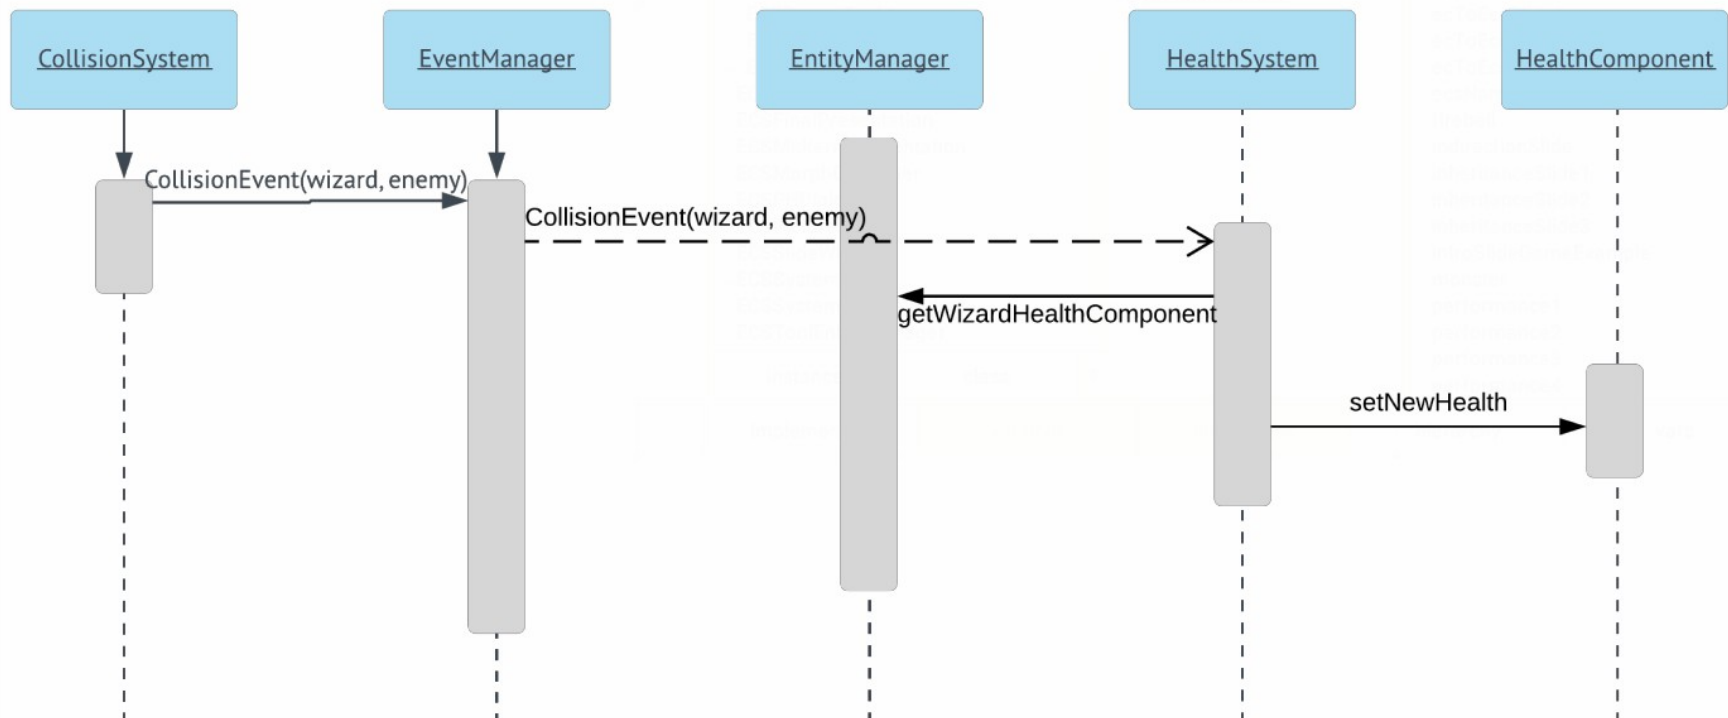 CollisionSystem
EventManager
EntityManager
HealthSystem
HealthComponent
CollisionEvent(wizard, enemy)
CollisionEvent(wizard, enemy)
getWizardHealthComponent
setNewHealth